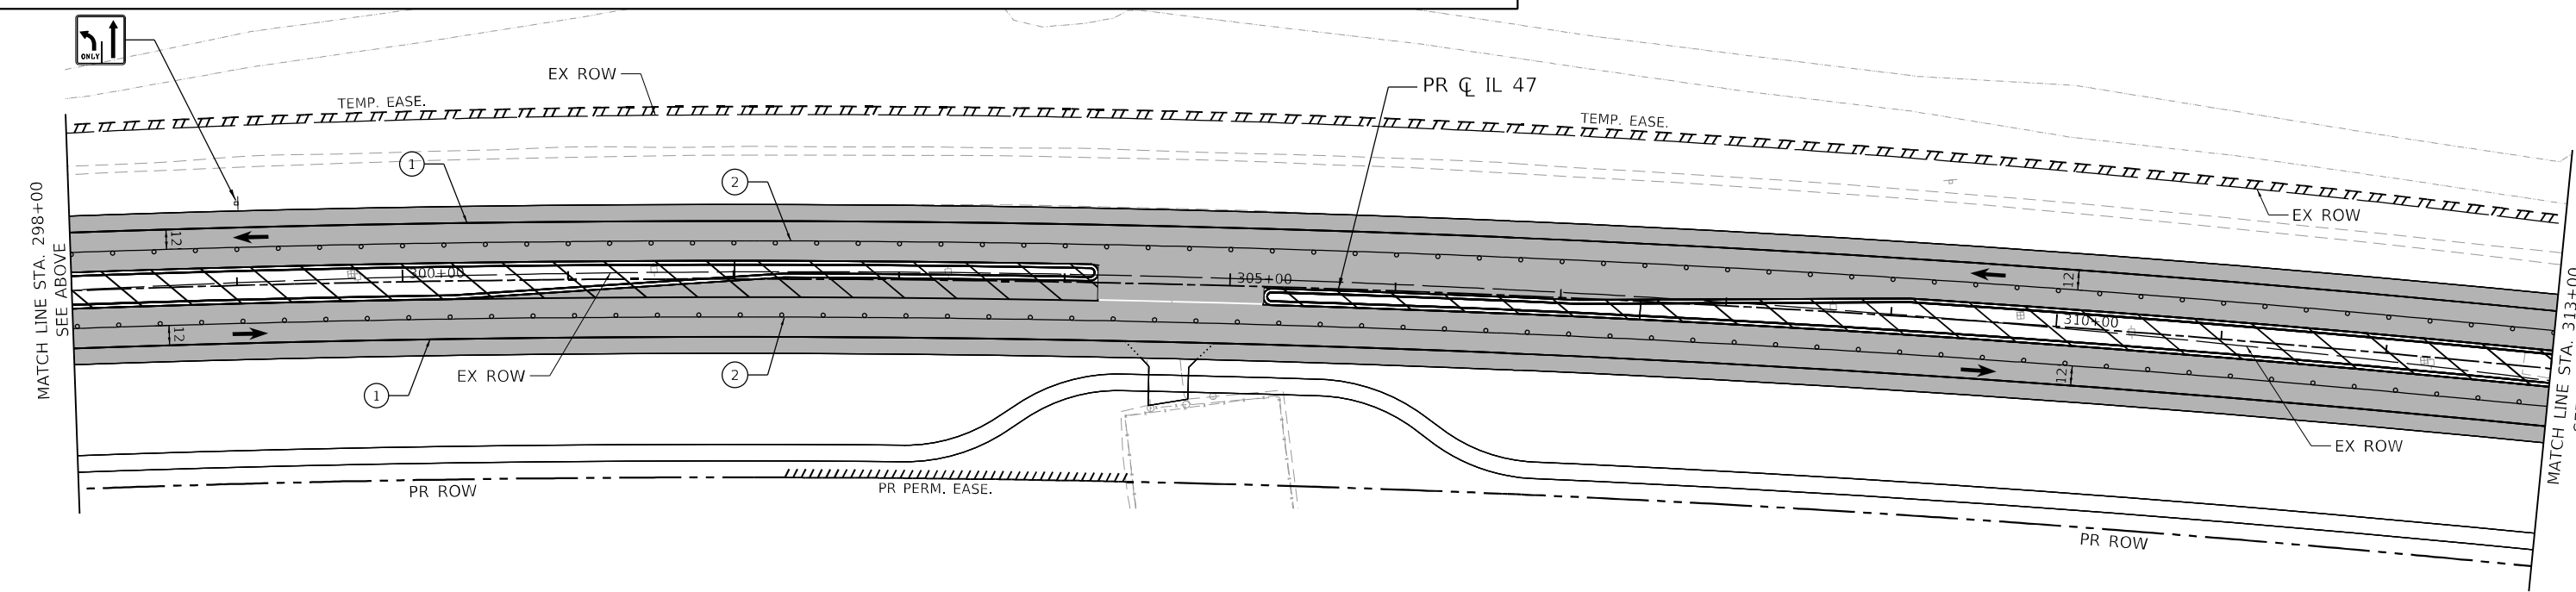 ONLY
EX ROW
PR ℄ IL 47
TEMP. EASE.
TEMP. EASE.
1
2
EX ROW
MATCH LINE STA. 298+00
SEE ABOVE
12
300+00
305+00
12
310+00
MATCH LINE STA. 313+00
12
12
EX ROW
2
1
EX ROW
PR ROW
PR PERM. EASE.
PR ROW